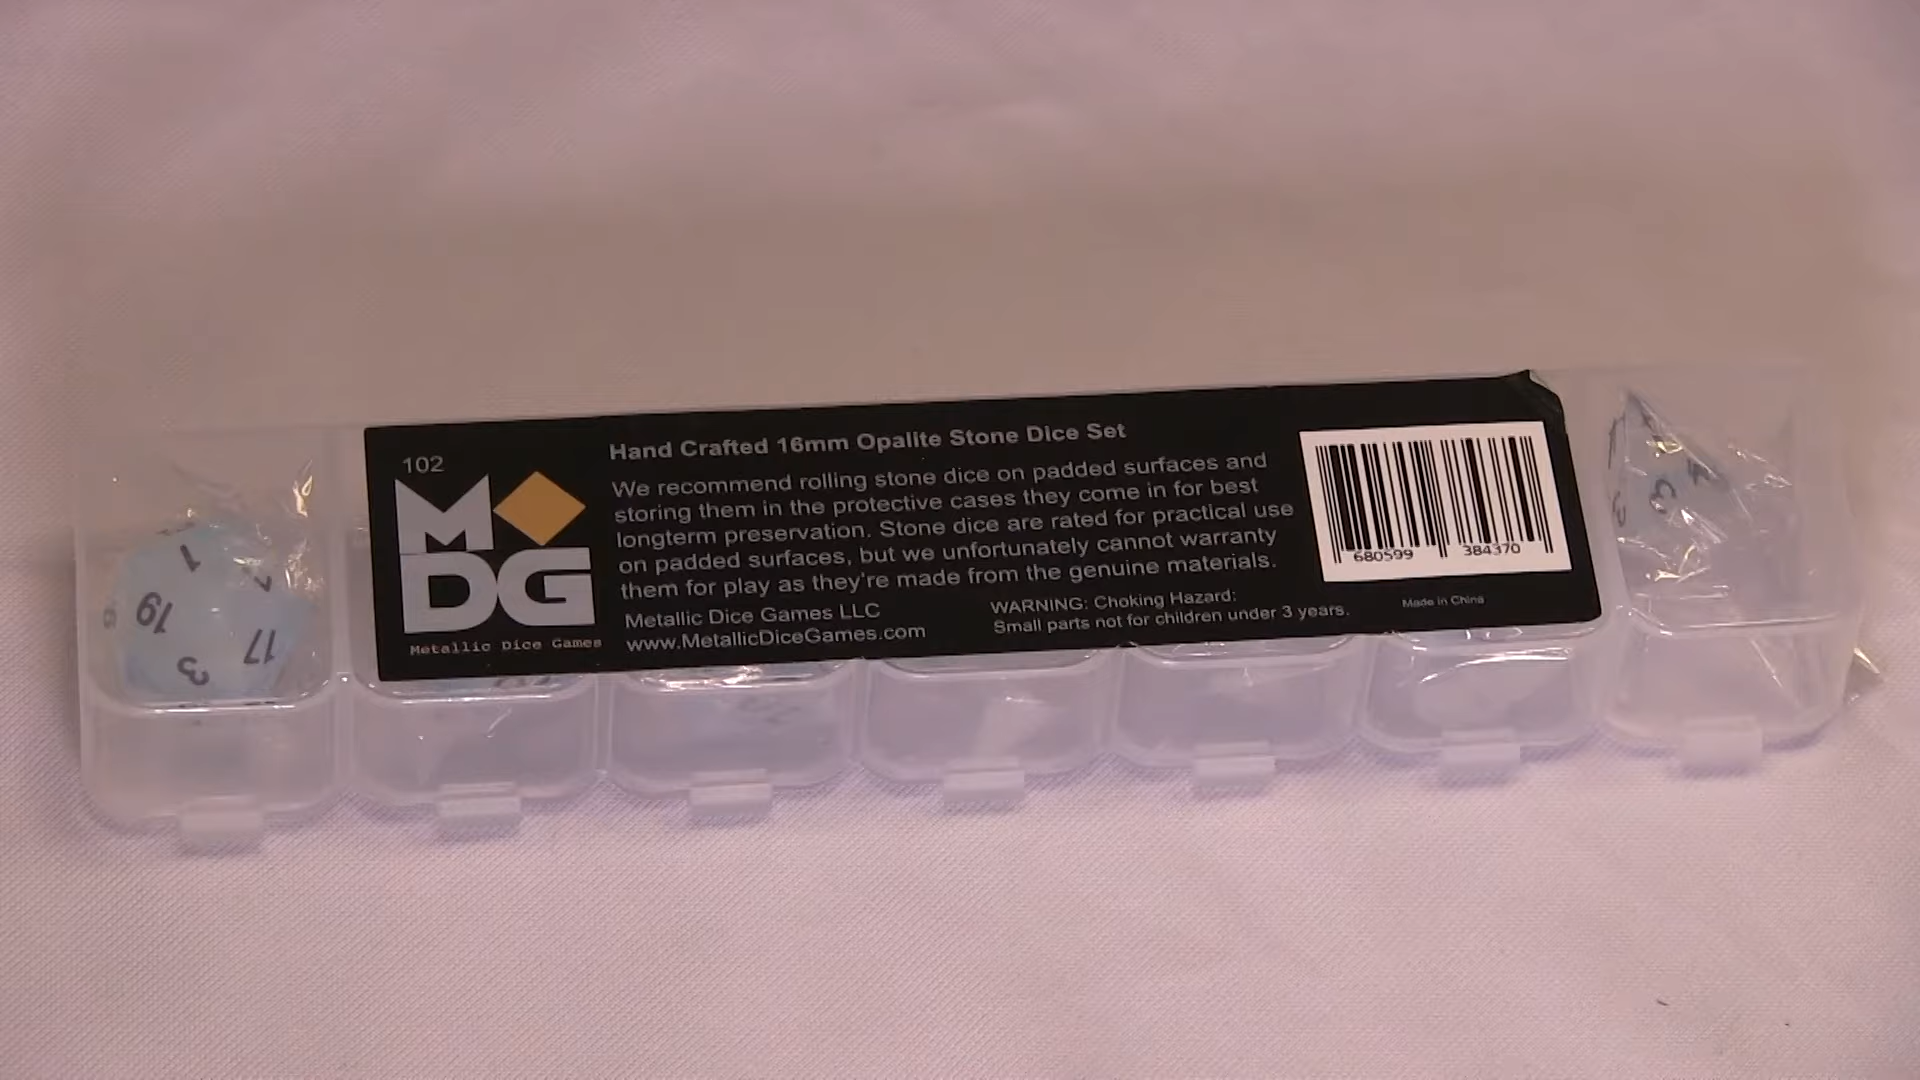 102
MDG
Metallic Dice Games
Hand Crafted 16mm Opalite Stone Dice Set
We recommend rolling stone dice on padded surfaces and
storing them in the protective cases they come in for best
longterm preservation. Stone dice are rated for practical use
on padded surfaces, but we unfortunately cannot warranty
them for play as they're made from the genuine materials.
Metallic Dice Games LLC
www.MetallicDiceGames.com
WARNING: Choking Hazard:
Small parts not for children under 3 years.
680599 384370
Made in China
1
19
17
3
3